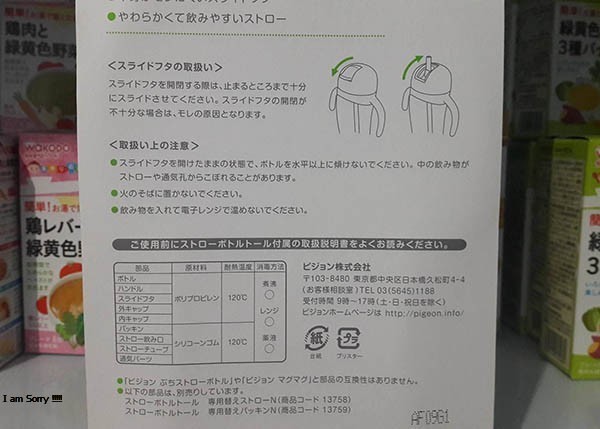 ●やわらかくて飲みやすいストロー
＜スライドフタの取扱い＞
スライドフタを開閉する際は、止まるところまで十分
にスライドさせてください。スライドフタの開閉が
不十分な場合は、モレの原因となります。
＜取扱い上の注意＞
●スライドフタを開けたままの状態で、ボトルを水平以上に傾けないでください。中の飲み物が
ストローや通気孔からこぼれることがあります。
●火のそばに置かないでください。
●飲み物を入れて電子レンジで温めないでください。
ご使用前にストローボトルトール付属の取扱説明書をよくお読みください。
部品 原材料 耐熱温度 消毒方法
ボトル
ハンドル
スライドフタ
外キャップ
内キャップ
ポリプロピレン 120℃
パッキン
ストロー飲み口
ストローチューブ
通気パーツ
シリコーンゴム 120℃
煮沸
○
レンジ
○
薬液
○
ピジョン株式会社
〒103-8480 東京都中央区日本橋久松町4-4
(お客様相談室) TEL 03(5645)1188
受付時間 9時〜17時(土・日・祝日を除く)
ピジョンホームページは http://pigeon.info/
紙
台紙
プラ
ブリスター
●「ピジョン ぷちストローボトル」や「ピジョン マグマグ」と部品の互換性はありません。
●以下の部品は、別売りしています。
ストローボトルトール 専用替えストローN(商品コード 13758)
ストローボトルトール 専用替えパッキンN(商品コード 13759)
AF09G1
I am Sorry !!!!!
簡単!
鶏肉と
緑黄色野菜
wakodo
簡単!お湯で
鶏レバー
緑黄色
簡単!お
3種